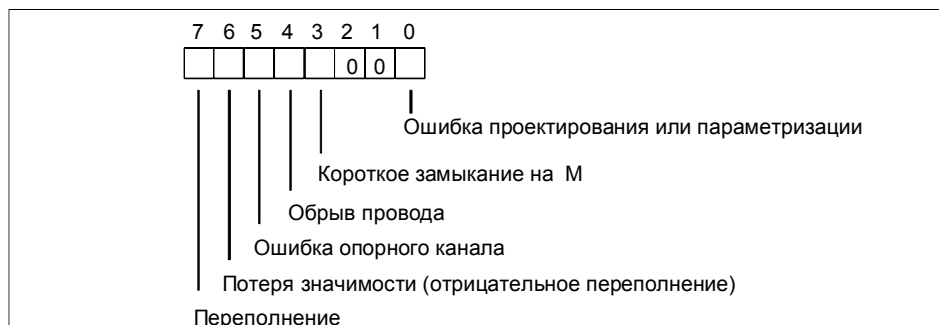 7 6 5 4 3 2 1 0
0 0
Ошибка проектирования или параметризации
Короткое замыкание на М
Обрыв провода
Ошибка опорного канала
Потеря значимости (отрицательное переполнение)
Переполнение